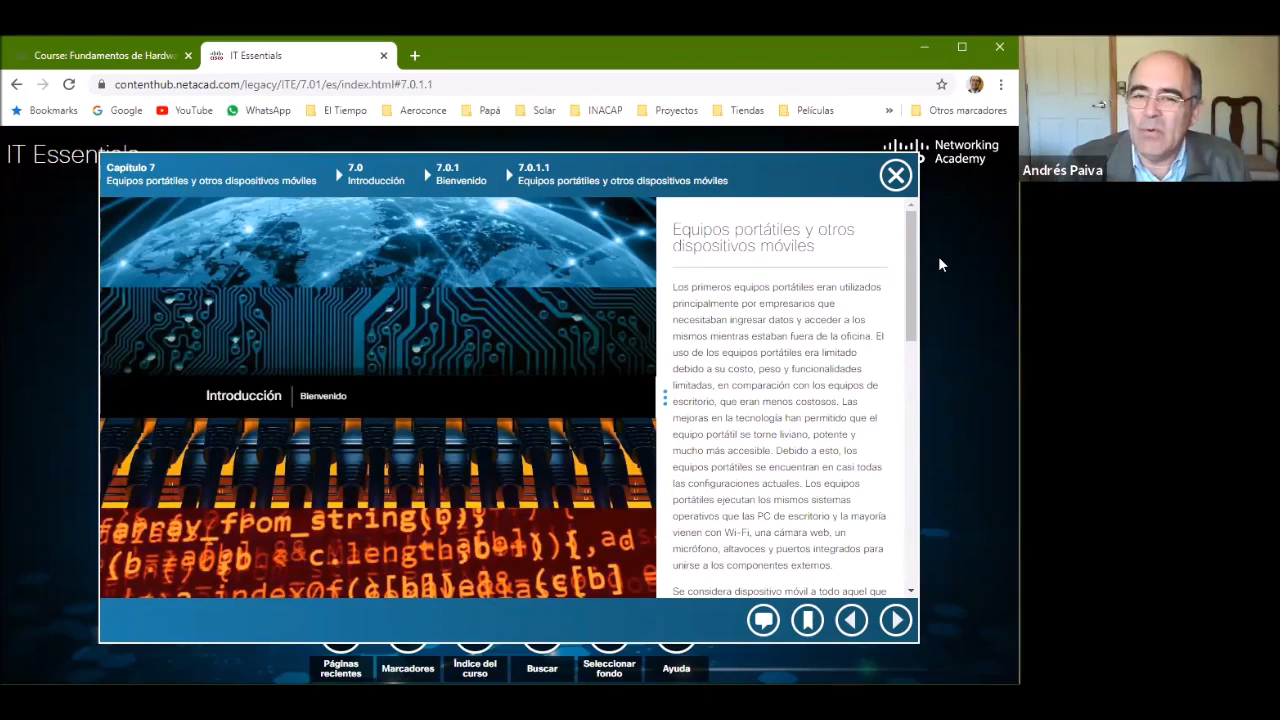 Course: Fundamentos de Hardwa
IT Essentials
contenthub.netacad.com/legacy/ITE/7.01/es/index.html#7.0.1.1
Bookmarks
Google
YouTube
WhatsApp
El Tiempo
Aeroconce
Papá
Solar
INACAP
Proyectos
Tiendas
Películas
»
Otros marcadores
IT Essentials
cisco
Networking
Academy
Andrés Paiva
Capítulo 7
Equipos portátiles y otros dispositivos móviles
7.0
Introducción
7.0.1
Bienvenido
7.0.1.1
Equipos portátiles y otros dispositivos móviles
Introducción
Bienvenido
array_from_string(
Equipos portátiles y otros
dispositivos móviles
Los primeros equipos portátiles eran utilizados
principalmente por empresarios que
necesitaban ingresar datos y acceder a los
mismos mientras estaban fuera de la oficina. El
uso de los equipos portátiles era limitado
debido a su costo, peso y funcionalidades
limitadas, en comparación con los equipos de
escritorio, que eran menos costosos. Las
mejoras en la tecnología han permitido que el
equipo portátil se torne liviano, potente y
mucho más accesible. Debido a esto, los
equipos portátiles se encuentran en casi todas
las configuraciones actuales. Los equipos
portátiles ejecutan los mismos sistemas
operativos que las PC de escritorio y la mayoría
vienen con Wi-Fi, una cámara web, un
micrófono, altavoces y puertos integrados para
unirse a los componentes externos.
Se considera dispositivo móvil a todo aquel que
Páginas
recientes
Marcadores
Índice del
curso
Buscar
Seleccionar
fondo
Ayuda